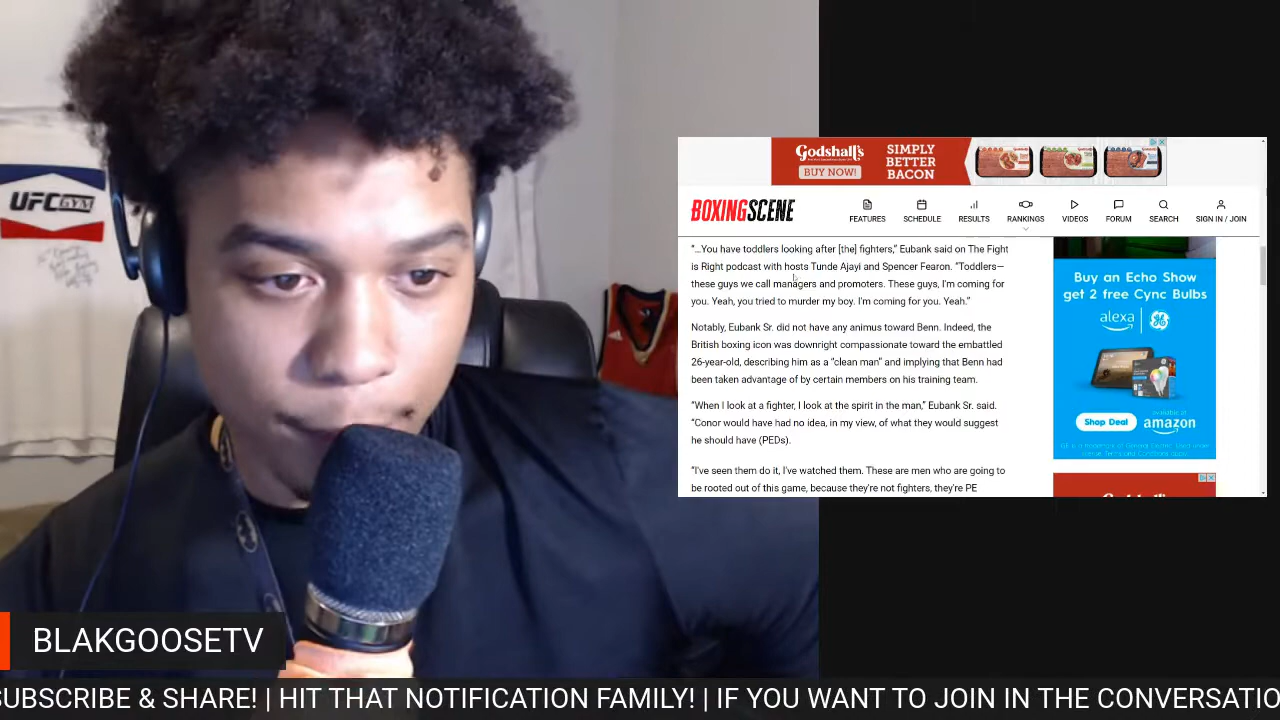 UFC GYM
Godshall's
BUY NOW!
SIMPLY
BETTER
BACON
BOXINGSCENE
FEATURES
SCHEDULE
RESULTS
RANKINGS
VIDEOS
FORUM
SEARCH
SIGN IN / JOIN
"...You have toddlers looking after [the] fighters," Eubank said on The Fight
is Right podcast with hosts Tunde Ajayi and Spencer Fearon. "Toddlers—
these guys we call managers and promoters. These guys, I'm coming for
you. Yeah, you tried to murder my boy. I'm coming for you. Yeah."
Notably, Eubank Sr. did not have any animus toward Benn. Indeed, the
British boxing icon was downright compassionate toward the embattled
26-year-old, describing him as a "clean man" and implying that Benn had
been taken advantage of by certain members on his training team.
"When I look at a fighter, I look at the spirit in the man," Eubank Sr. said.
"Conor would have had no idea, in my view, of what they would suggest
he should have (PEDs).
"I've seen them do it, I've watched them. These are men who are going to
be rooted out of this game, because they're not fighters, they're PE
Buy an Echo Show
get 2 free Cync Bulbs
alexa
Shop Deal
available at
amazon
BLAKGOOSETV
SUBSCRIBE & SHARE! | HIT THAT NOTIFICATION FAMILY! | IF YOU WANT TO JOIN IN THE CONVERSATIO